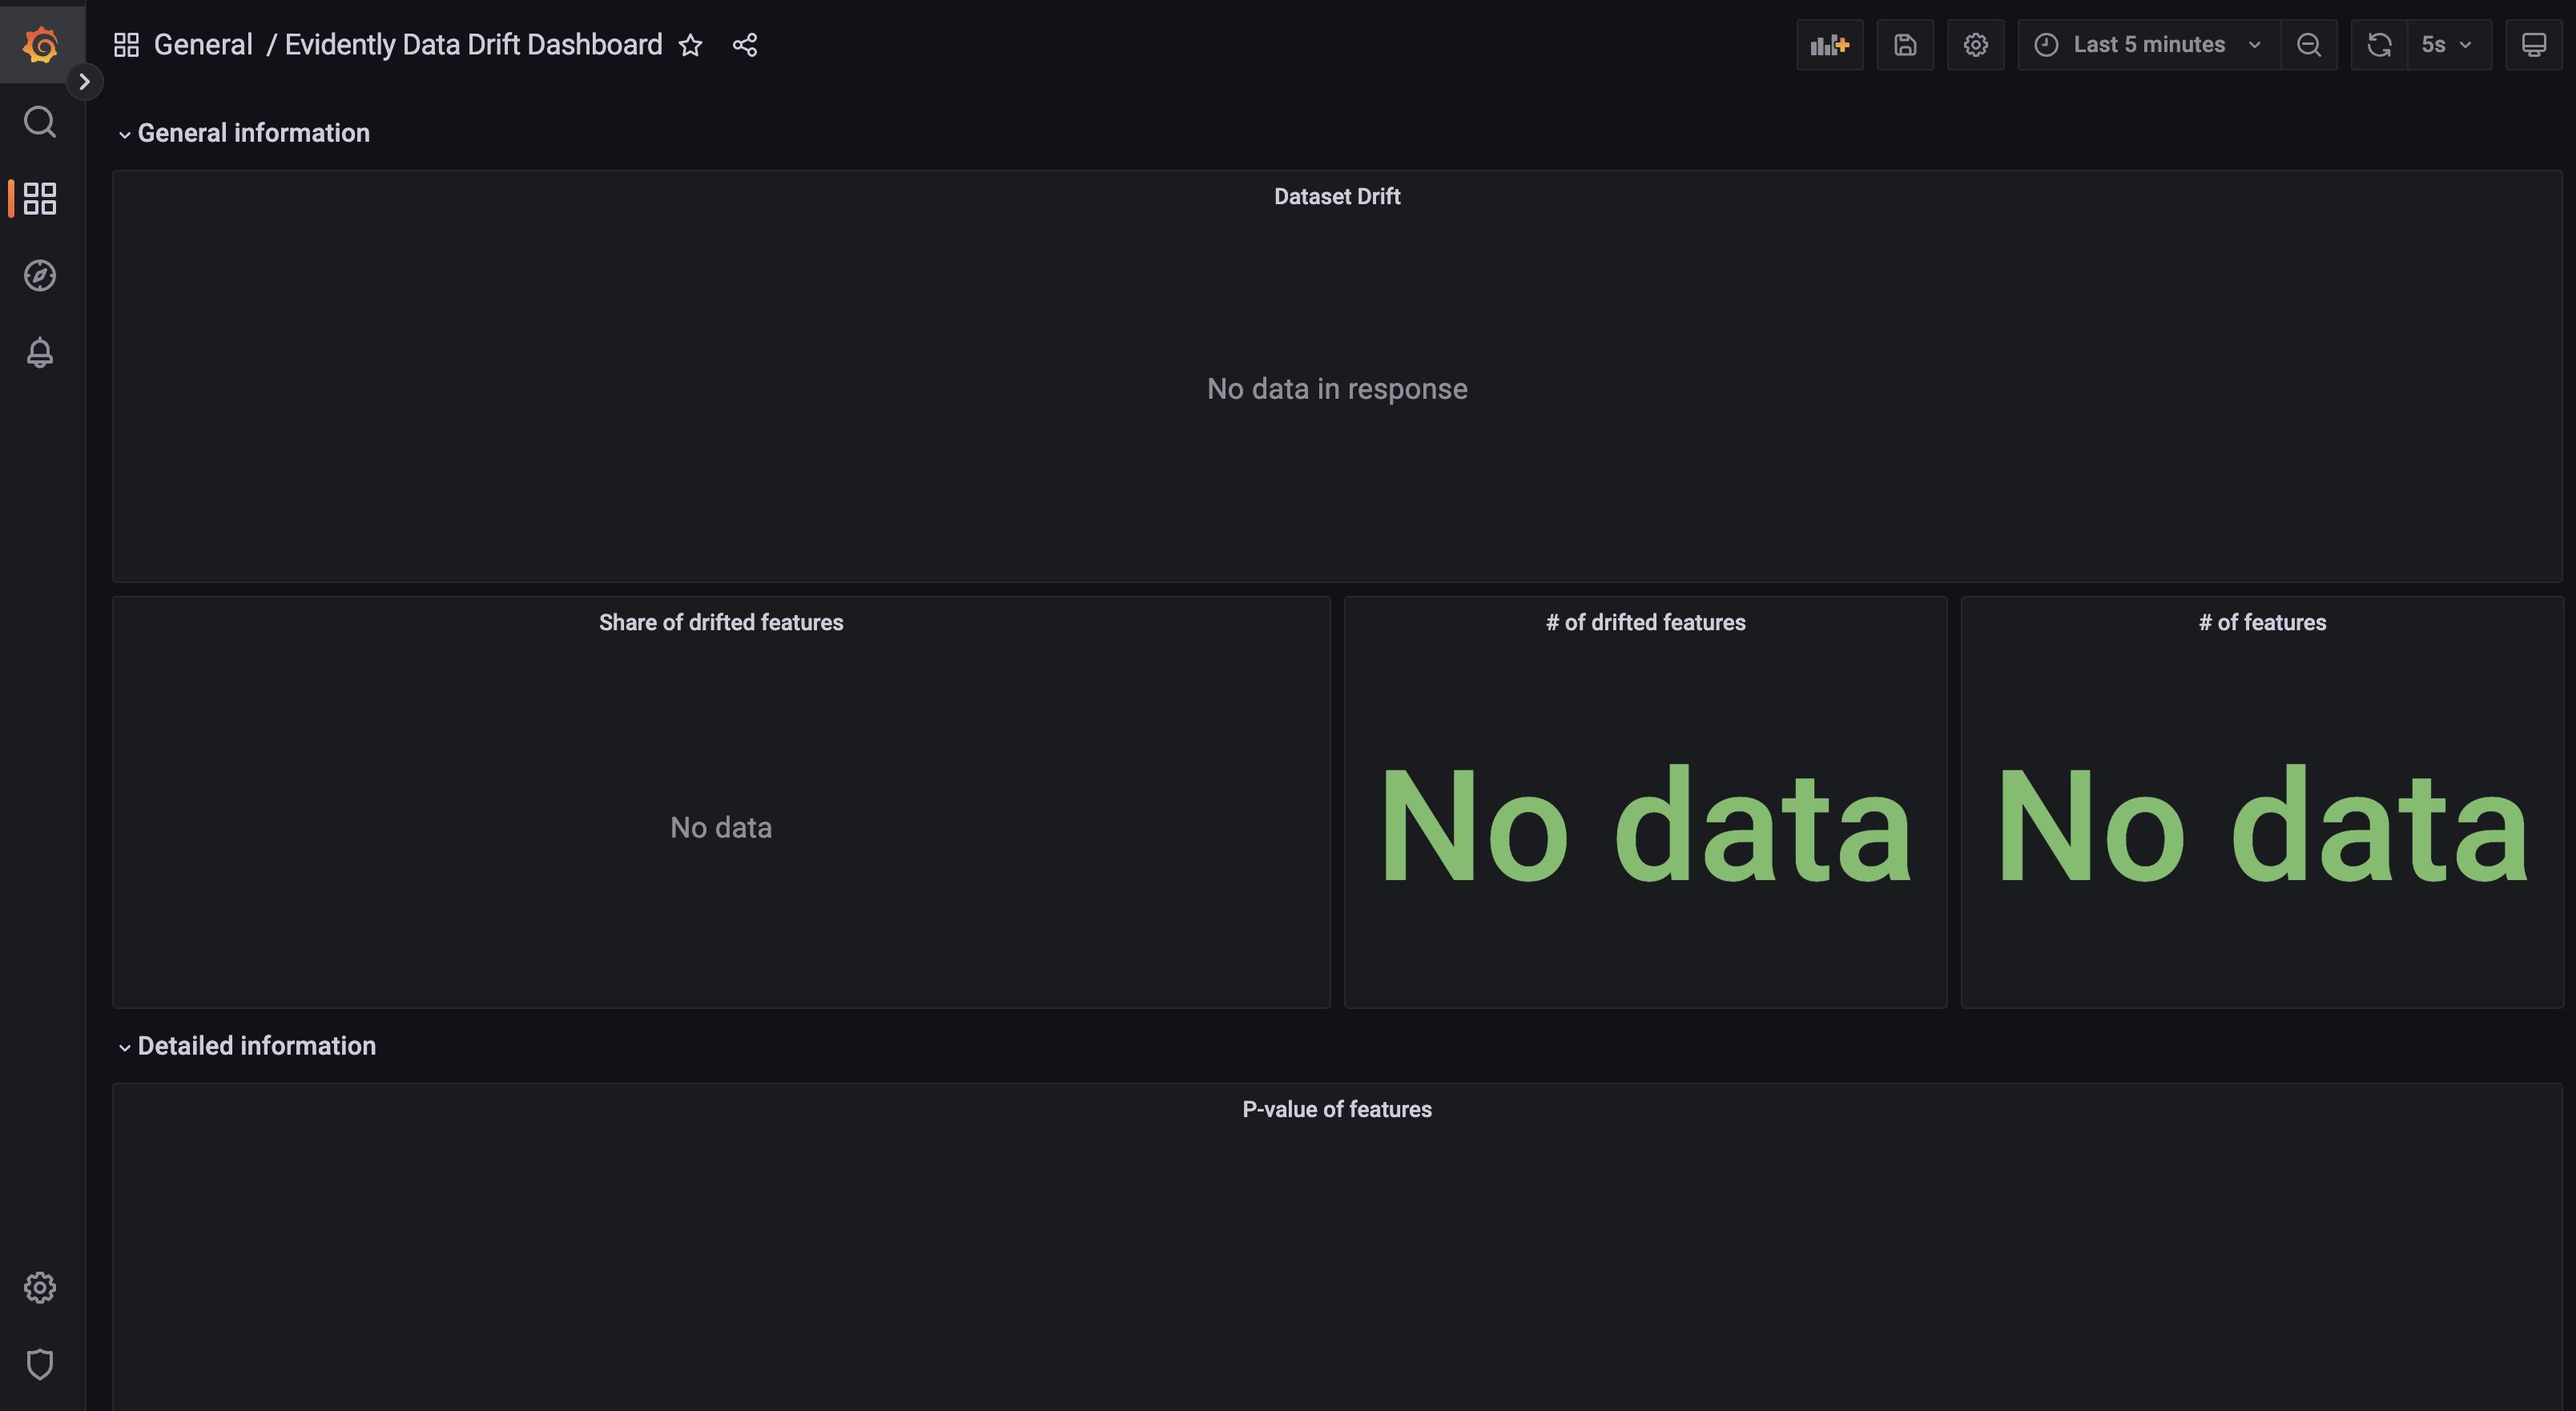 General / Evidently Data Drift Dashboard
Last 5 minutes
5s
General information
Dataset Drift
No data in response
Share of drifted features
# of drifted features
# of features
No data
No data
No data
Detailed information
P-value of features